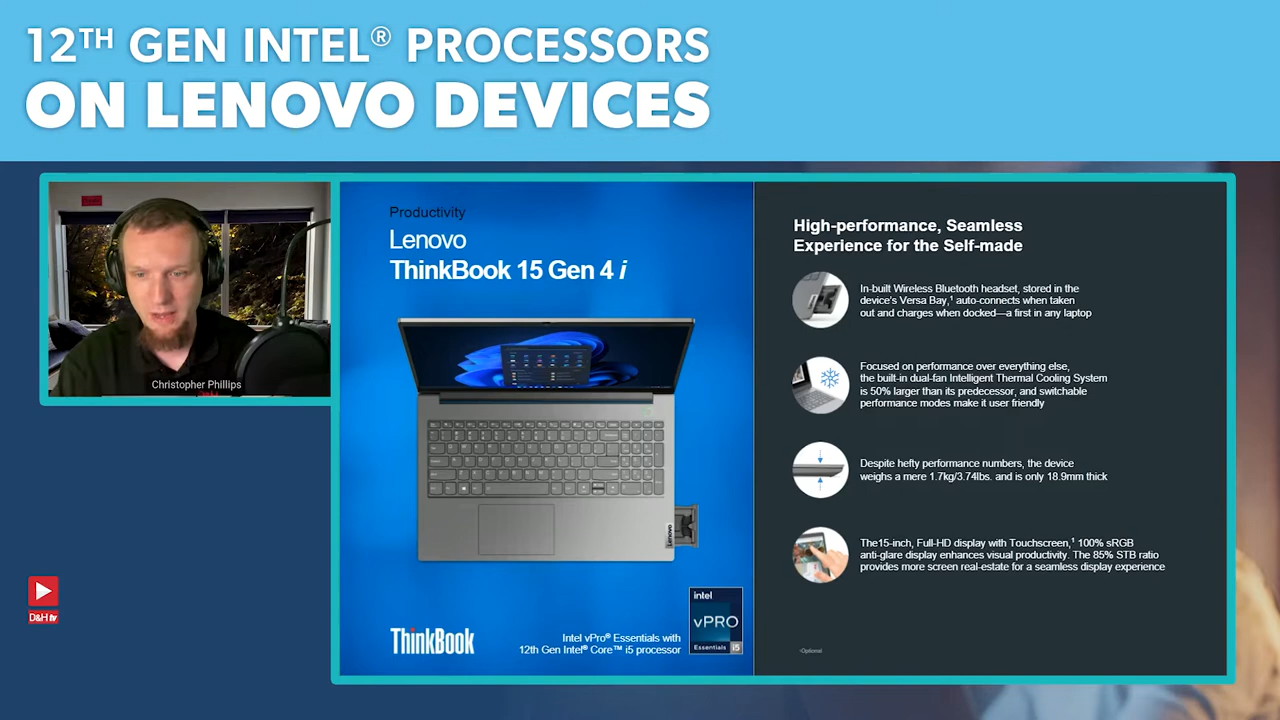 12TH GEN INTEL® PROCESSORS
ON LENOVO DEVICES
Christopher Phillips
Productivity
Lenovo
ThinkBook 15 Gen 4 i
Lenovo
ThinkBook
Intel vPro® Essentials with
12th Gen Intel® Core™ i5 processor
intel
vPRO
Essentials i5
High-performance, Seamless
Experience for the Self-made
In-built Wireless Bluetooth headset, stored in the
device's Versa Bay,¹ auto-connects when taken
out and charges when docked—a first in any laptop
Focused on performance over everything else,
the built-in dual-fan Intelligent Thermal Cooling System
is 50% larger than its predecessor, and switchable
performance modes make it user friendly
Despite hefty performance numbers, the device
weighs a mere 1.7kg/3.74lbs. and is only 18.9mm thick
The15-inch, Full-HD display with Touchscreen,¹ 100% sRGB
anti-glare display enhances visual productivity. The 85% STB ratio
provides more screen real-estate for a seamless display experience
¹Optional
D&H tv